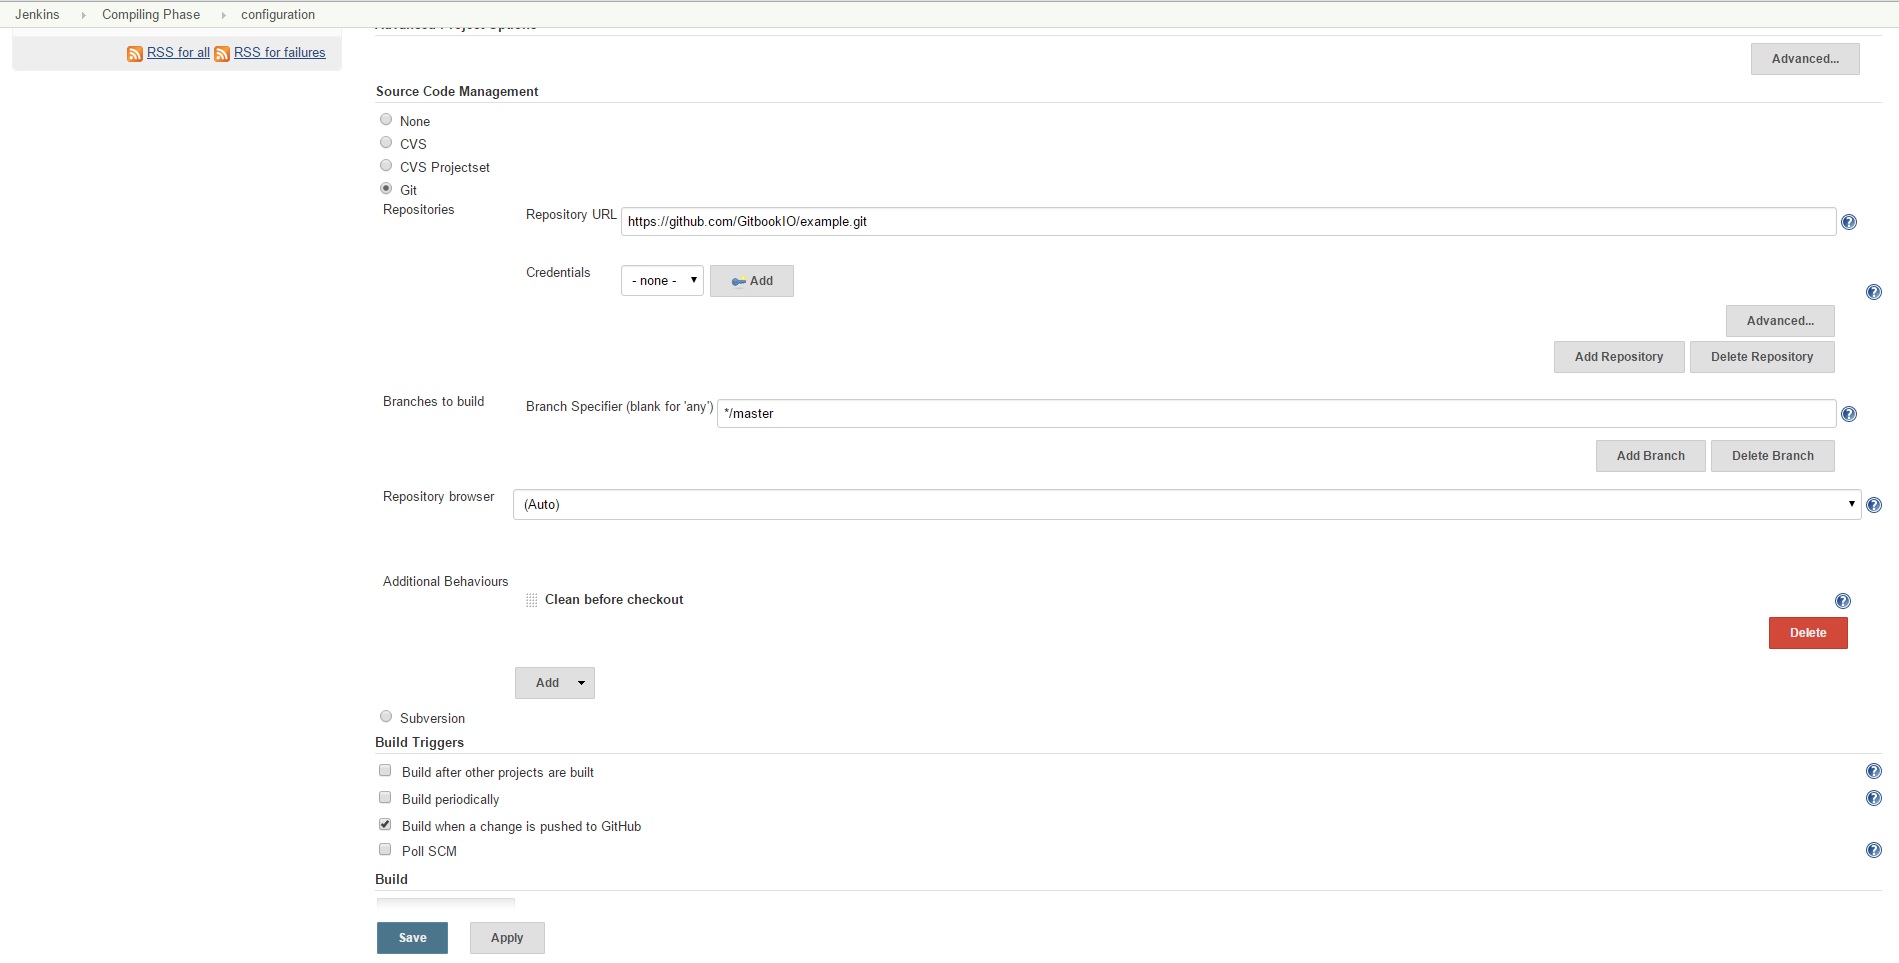 Jenkins Compiling Phase configuration
Advanced Project Options
RSS for all RSS for failures
Advanced...
Source Code Management
None
CVS
CVS Projectset
Git
Repositories
Repository URL https://github.com/GitbookIO/example.git
Credentials - none - Add
Advanced...
Add Repository Delete Repository
Branches to build Branch Specifier (blank for 'any') */master
Add Branch Delete Branch
Repository browser (Auto)
Additional Behaviours
Clean before checkout
Delete
Add
Subversion
Build Triggers
Build after other projects are built
Build periodically
Build when a change is pushed to GitHub
Poll SCM
Build
Save Apply